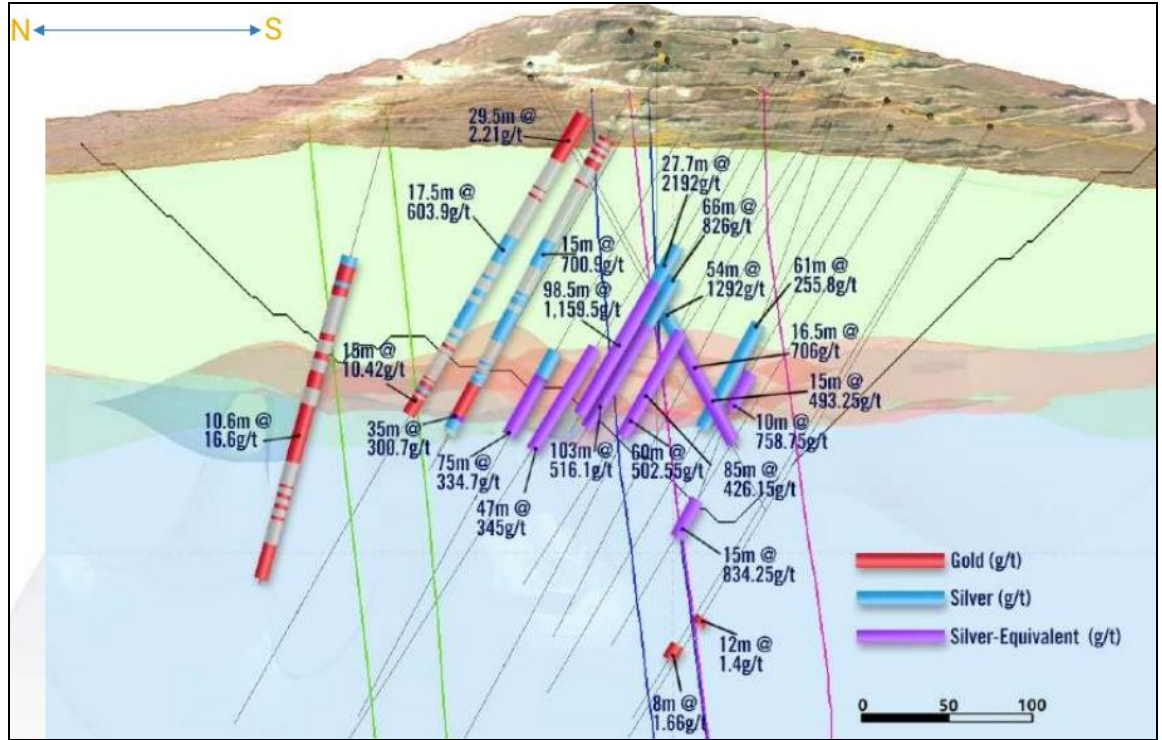 N S
29.5m @
2.21g/t
17.5m @
603.9g/t
27.7m @
2192g/t
66m @
826g/t
15m @
700.9g/t
54m @
1292g/t
61m @
255.8g/t
98.5m @
1,159.5g/t
16.5m @
706g/t
15m @
10.42g/t
15m @
493.25g/t
10.6m @
16.6g/t
35m @
300.7g/t
10m @
758.75g/t
75m @
334.7g/t
103m @
516.1g/t
60m @
502.55g/t
85m @
426.15g/t
47m @
345g/t
15m @
834.25g/t
12m @
1.4g/t
8m @
1.66g/t
Gold (g/t)
Silver (g/t)
Silver-Equivalent (g/t)
0 50 100